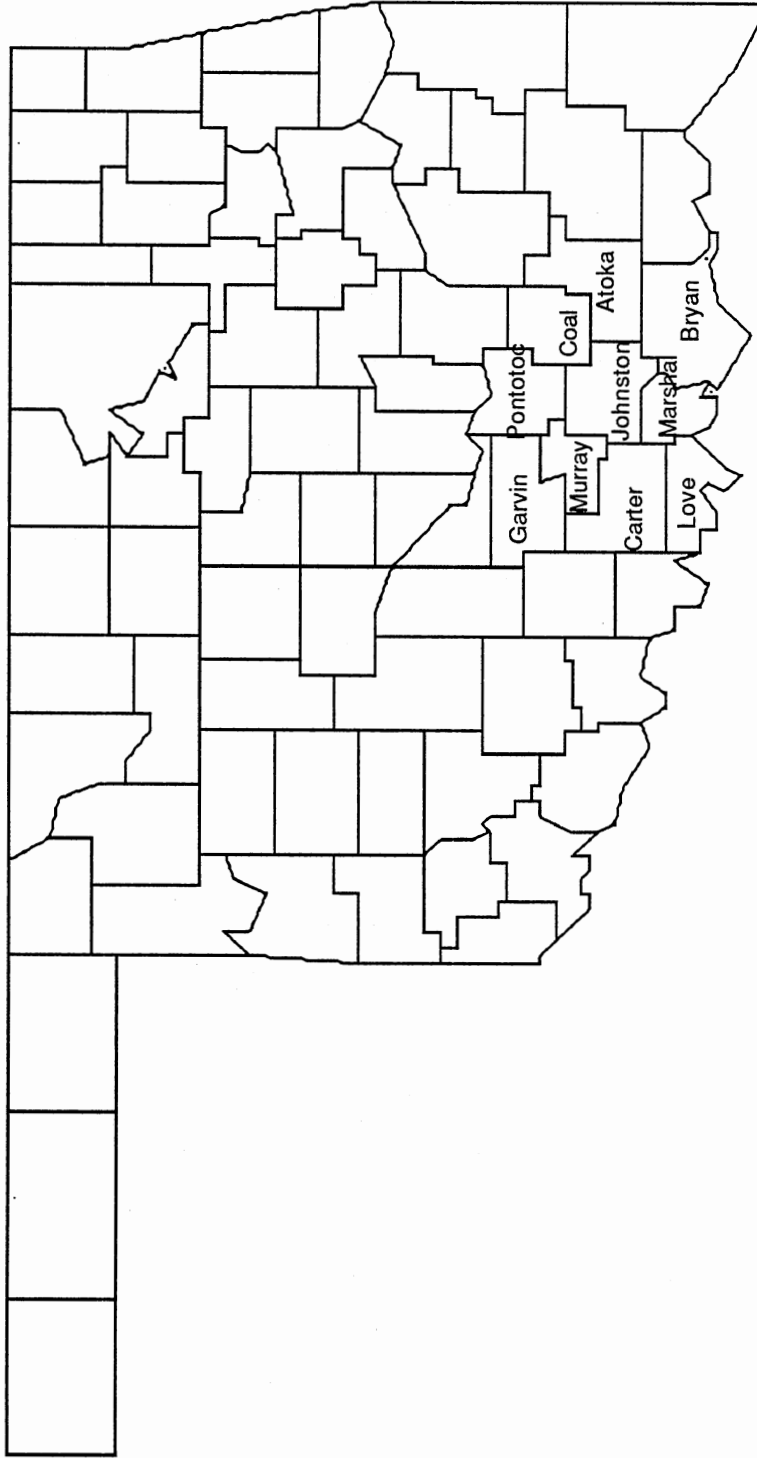 Garvin
Pontotoc
Murray
Coal
Carter
Johnston
Atoka
Love
Marshal
Bryan